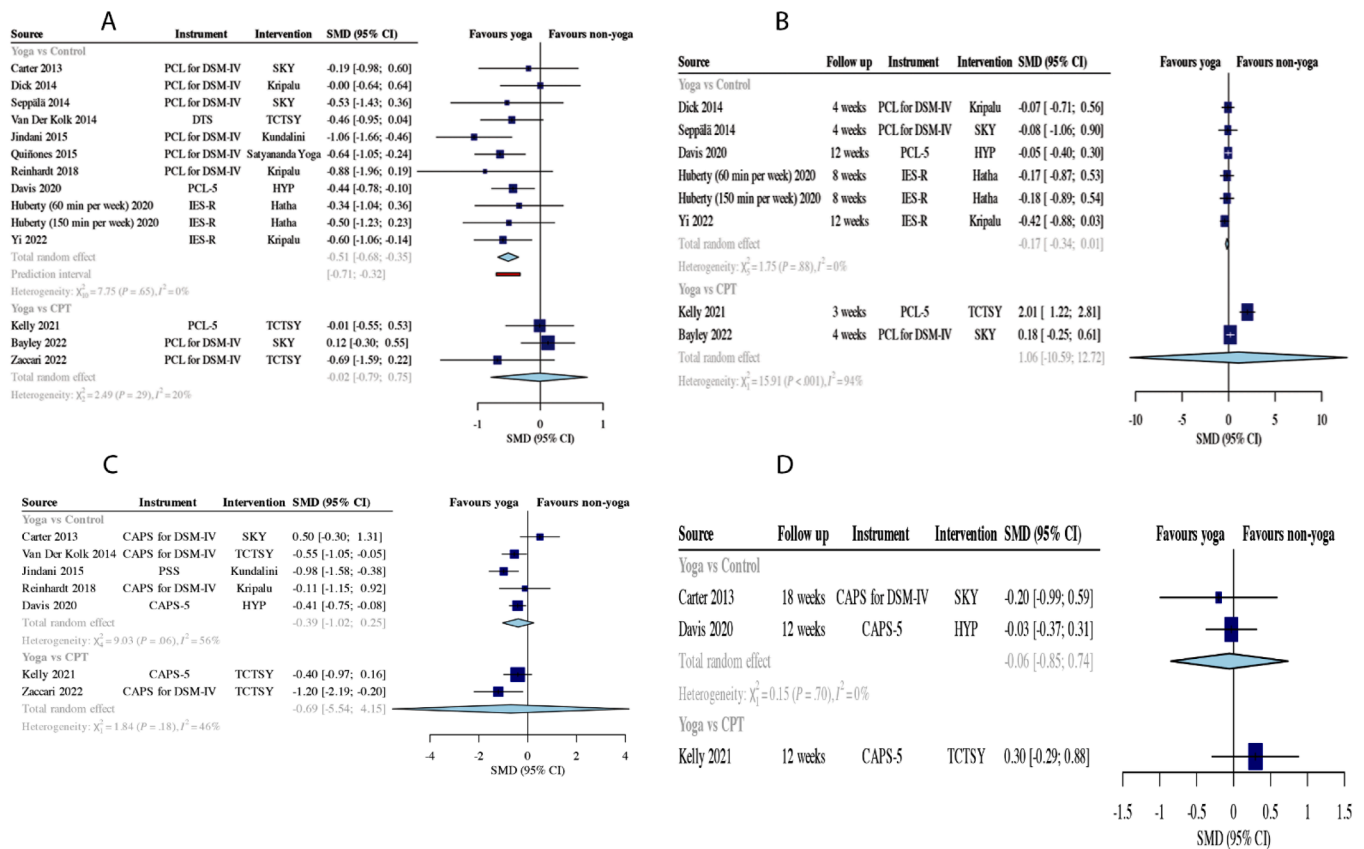 A
Favours yoga Favours non-yoga
Source Instrument Intervention SMD (95% CI)
Yoga vs Control
Carter 2013 PCL for DSM-IV SKY -0.19 [-0.98; 0.60]
Dick 2014 PCL for DSM-IV Kripalu -0.00 [-0.64; 0.64]
Seppälä 2014 PCL for DSM-IV SKY -0.53 [-1.43; 0.36]
Van Der Kolk 2014 DTS TCTSY -0.46 [-0.95; 0.04]
Jindani 2015 PCL for DSM-IV Kundalini -1.06 [-1.66; -0.46]
Quiñones 2015 PCL for DSM-IV Satyananda Yoga -0.64 [-1.05; -0.24]
Reinhardt 2018 PCL for DSM-IV Kripalu -0.88 [-1.96; 0.19]
Davis 2020 PCL-5 HYP -0.44 [-0.78; -0.10]
Huberty (60 min per week) 2020 IES-R Hatha -0.34 [-1.04; 0.36]
Huberty (150 min per week) 2020 IES-R Hatha -0.50 [-1.23; 0.23]
Yi 2022 IES-R Kripalu -0.60 [-1.06; -0.14]
Total random effect -0.51 [-0.68; -0.35]
Prediction interval [-0.71; -0.32]
Heterogeneity: χ²₁₀ = 7.75 (P = .65), I² = 0%
Yoga vs CPT
Kelly 2021 PCL-5 TCTSY -0.01 [-0.55; 0.53]
Bayley 2022 PCL for DSM-IV SKY 0.12 [-0.30; 0.55]
Zaccari 2022 PCL for DSM-IV TCTSY -0.69 [-1.59; 0.22]
Total random effect -0.02 [-0.79; 0.75]
Heterogeneity: χ²₂ = 2.49 (P = .29), I² = 20%
-1 0 1
SMD (95% CI)
B
Favours yoga Favours non-yoga
Source Follow up Instrument Intervention SMD (95% CI)
Yoga vs Control
Dick 2014 4 weeks PCL for DSM-IV Kripalu -0.07 [-0.71; 0.56]
Seppälä 2014 4 weeks PCL for DSM-IV SKY -0.08 [-1.06; 0.90]
Davis 2020 12 weeks PCL-5 HYP -0.05 [-0.40; 0.30]
Huberty (60 min per week) 2020 8 weeks IES-R Hatha -0.17 [-0.87; 0.53]
Huberty (150 min per week) 2020 8 weeks IES-R Hatha -0.18 [-0.89; 0.54]
Yi 2022 12 weeks IES-R Kripalu -0.42 [-0.88; 0.03]
Total random effect -0.17 [-0.34; 0.01]
Heterogeneity: χ²₅ = 1.75 (P = .88), I² = 0%
Yoga vs CPT
Kelly 2021 3 weeks PCL-5 TCTSY 2.01 [ 1.22; 2.81]
Bayley 2022 4 weeks PCL for DSM-IV SKY 0.18 [-0.25; 0.61]
Total random effect 1.06 [-10.59; 12.72]
Heterogeneity: χ²₁ = 15.91 (P < .001), I² = 94%
-10 -5 0 5 10
SMD (95% CI)
C
Source Instrument Intervention SMD (95% CI) Favours yoga Favours non-yoga
Yoga vs Control
Carter 2013 CAPS for DSM-IV SKY 0.50 [-0.30; 1.31]
Van Der Kolk 2014 CAPS for DSM-IV TCTSY -0.55 [-1.05; -0.05]
Jindani 2015 PSS Kundalini -0.98 [-1.58; -0.38]
Reinhardt 2018 CAPS for DSM-IV Kripalu -0.11 [-1.15; 0.92]
Davis 2020 CAPS-5 HYP -0.41 [-0.75; -0.08]
Total random effect -0.39 [-1.02; 0.25]
Heterogeneity: χ²₄ = 9.03 (P = .06), I² = 56%
Yoga vs CPT
Kelly 2021 CAPS-5 TCTSY -0.40 [-0.97; 0.16]
Zaccari 2022 CAPS for DSM-IV TCTSY -1.20 [-2.19; -0.20]
Total random effect -0.69 [-5.54; 4.15]
Heterogeneity: χ²₁ = 1.84 (P = .18), I² = 46%
-4 -2 0 2 4
SMD (95% CI)
D
Source Follow up Instrument Intervention SMD (95% CI) Favours yoga Favours non-yoga
Yoga vs Control
Carter 2013 18 weeks CAPS for DSM-IV SKY -0.20 [-0.99; 0.59]
Davis 2020 12 weeks CAPS-5 HYP -0.03 [-0.37; 0.31]
Total random effect -0.06 [-0.85; 0.74]
Heterogeneity: χ²₁ = 0.15 (P = .70), I² = 0%
Yoga vs CPT
Kelly 2021 12 weeks CAPS-5 TCTSY 0.30 [-0.29; 0.88]
-1.5 -1 -0.5 0 0.5 1 1.5
SMD (95% CI)